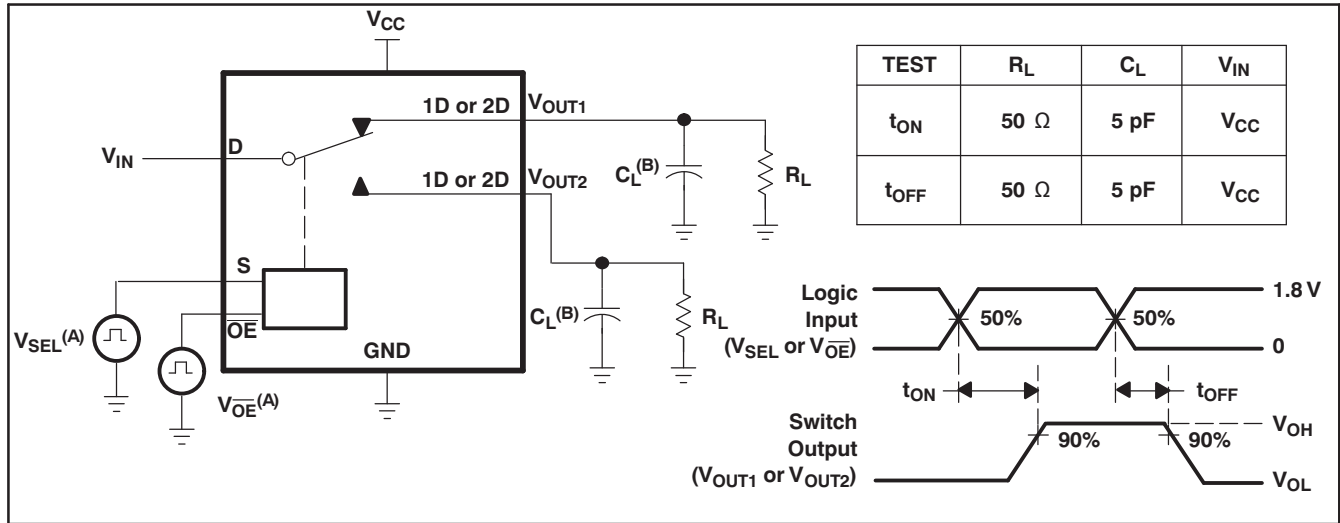 VCC
1D or 2D VOUT1
VIN D
1D or 2D VOUT2
CL(B) RL
S
OE
CL(B) RL
VSEL(A)
GND
VOE(A)
TEST RL CL VIN
tON 50 Ω 5 pF VCC
tOFF 50 Ω 5 pF VCC
Logic Input (VSEL or VOE)
1.8 V
50% 50%
0
tON tOFF
Switch Output (VOUT1 or VOUT2)
VOH
90% 90%
VOL